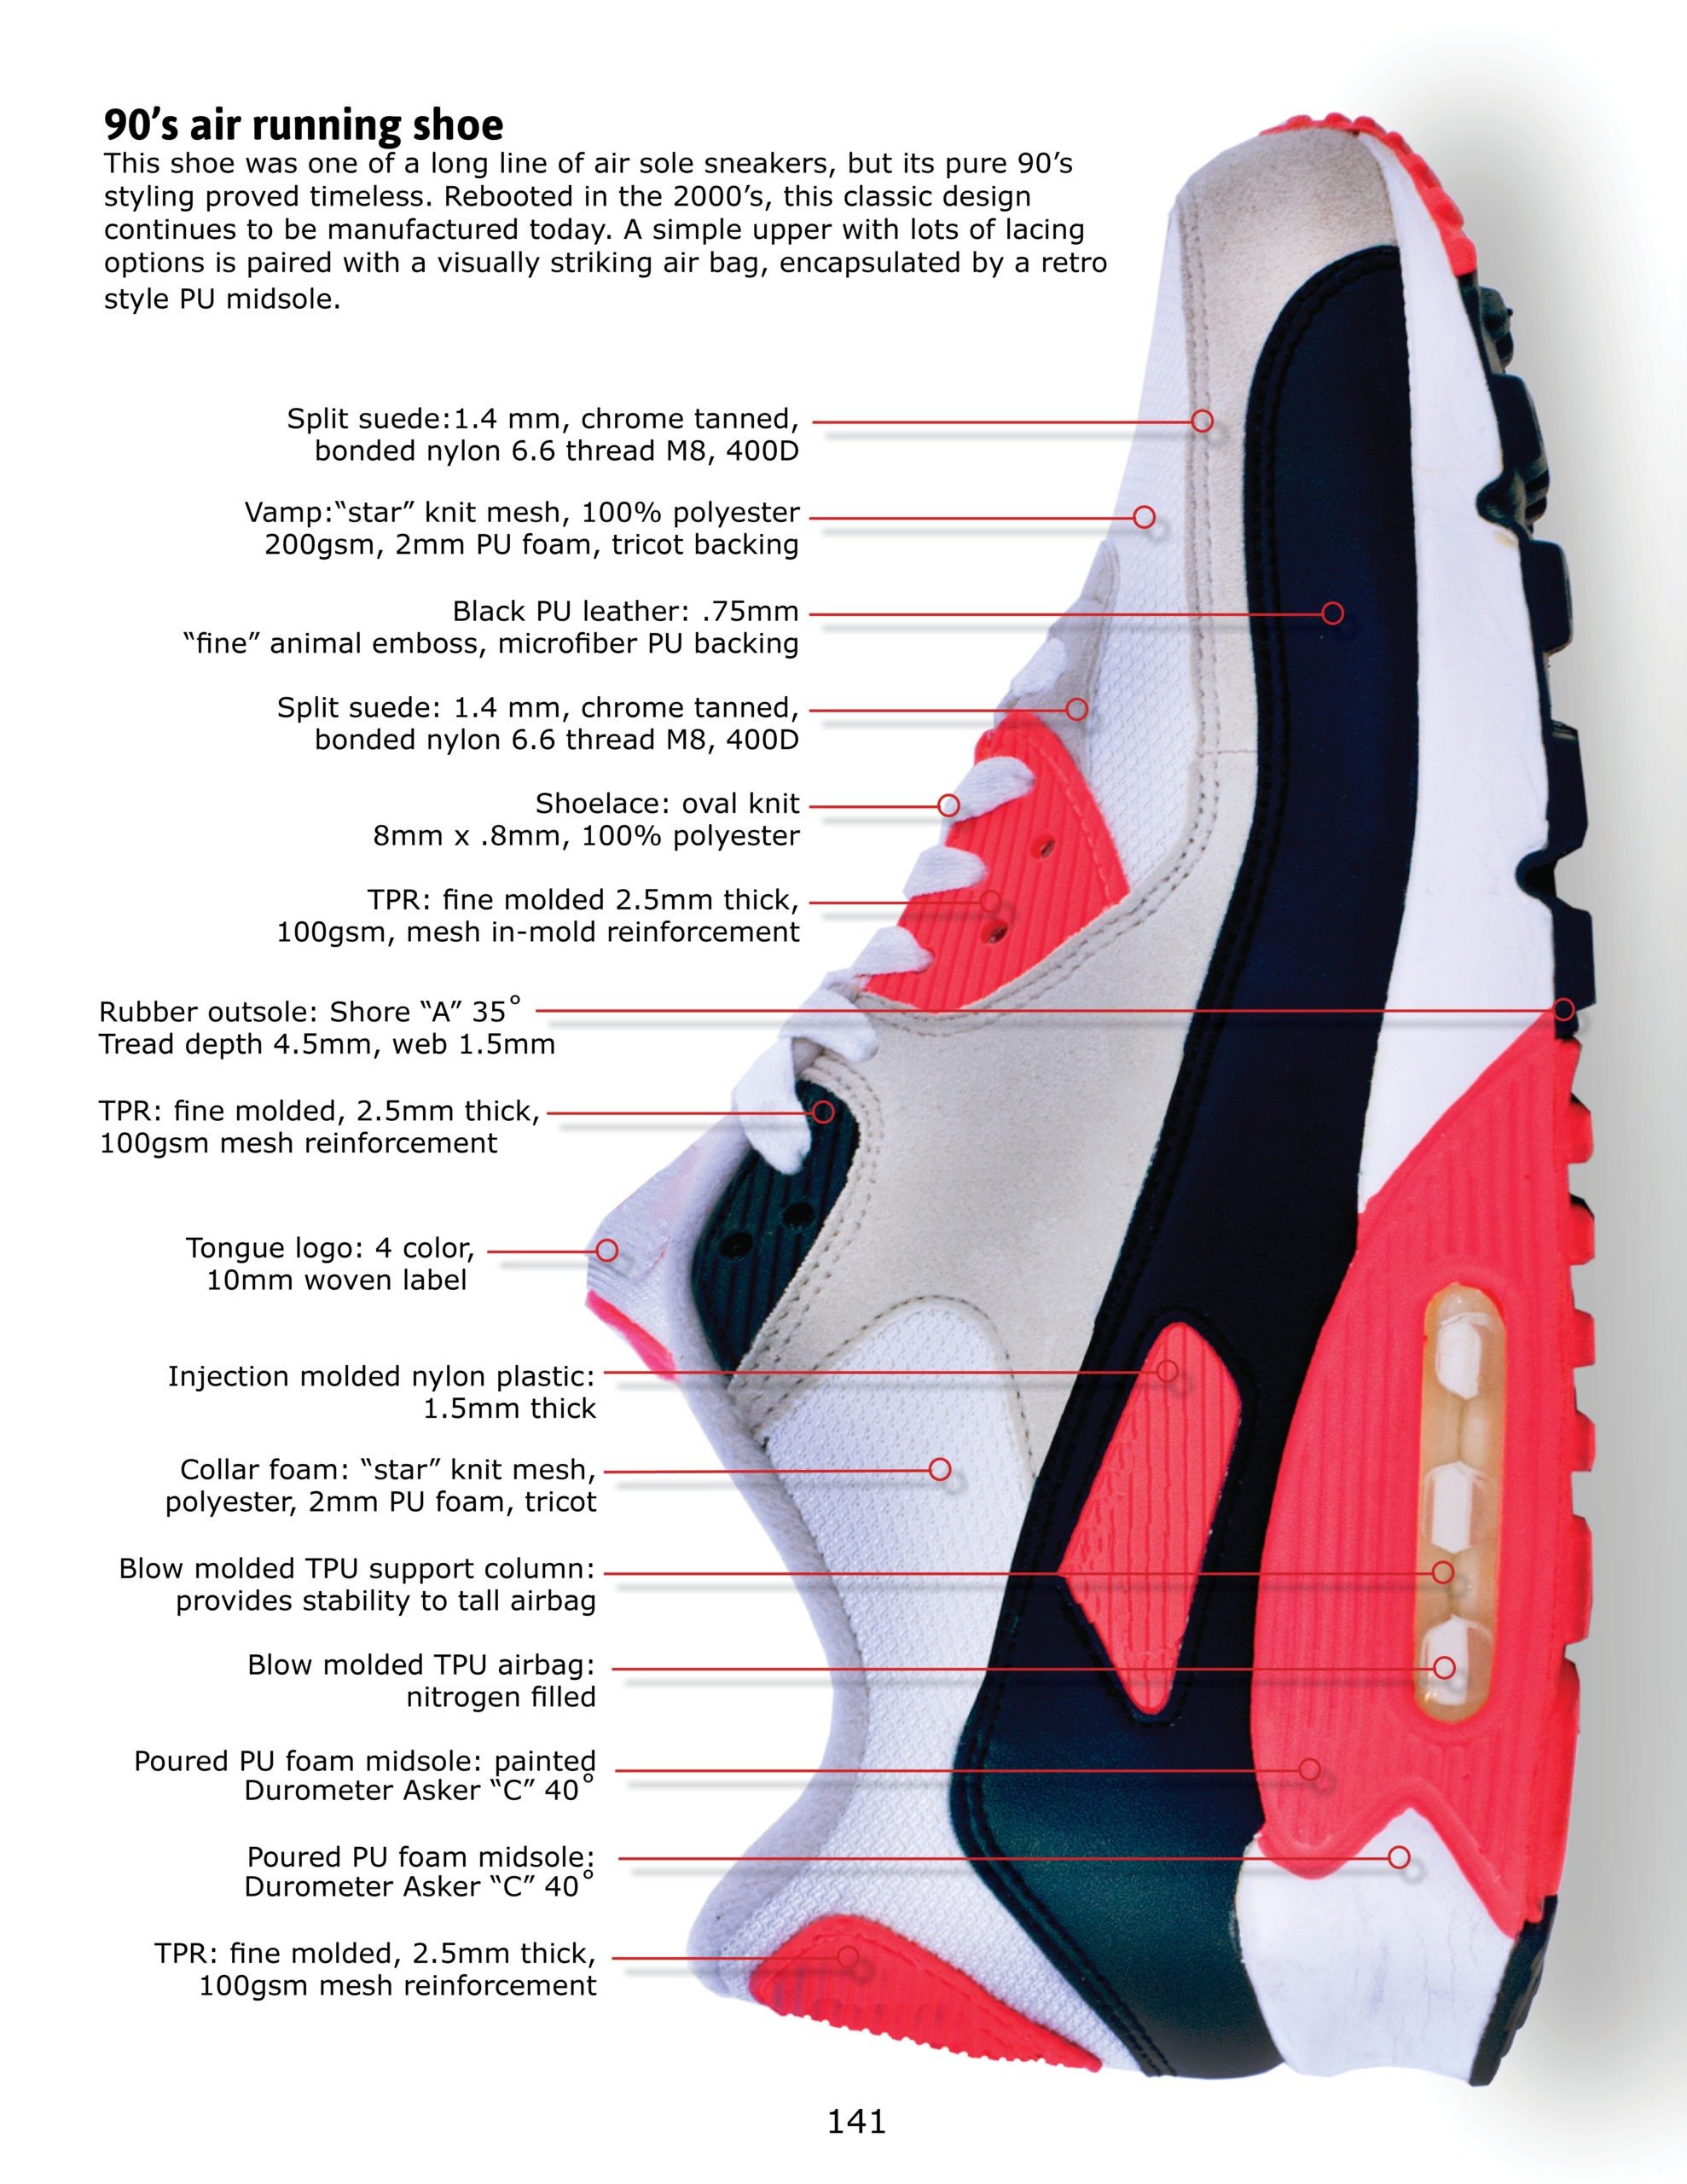 90’s air running shoe
This shoe was one of a long line of air sole sneakers, but its pure 90’s
styling proved timeless. Rebooted in the 2000’s, this classic design
continues to be manufactured today. A simple upper with lots of lacing
options is paired with a visually striking air bag, encapsulated by a retro
style PU midsole.
Split suede:1.4 mm, chrome tanned,
bonded nylon 6.6 thread M8, 400D
Vamp:“star” knit mesh, 100% polyester
200gsm, 2mm PU foam, tricot backing
Black PU leather: .75mm
“fine” animal emboss, microfiber PU backing
Split suede: 1.4 mm, chrome tanned,
bonded nylon 6.6 thread M8, 400D
Shoelace: oval knit
8mm x .8mm, 100% polyester
TPR: fine molded 2.5mm thick,
100gsm, mesh in-mold reinforcement
Rubber outsole: Shore “A” 35°
Tread depth 4.5mm, web 1.5mm
TPR: fine molded, 2.5mm thick,
100gsm mesh reinforcement
Tongue logo: 4 color,
10mm woven label
Injection molded nylon plastic:
1.5mm thick
Collar foam: “star” knit mesh,
polyester, 2mm PU foam, tricot
Blow molded TPU support column:
provides stability to tall airbag
Blow molded TPU airbag:
nitrogen filled
Poured PU foam midsole: painted
Durometer Asker “C” 40°
Poured PU foam midsole:
Durometer Asker “C” 40°
TPR: fine molded, 2.5mm thick,
100gsm mesh reinforcement
141